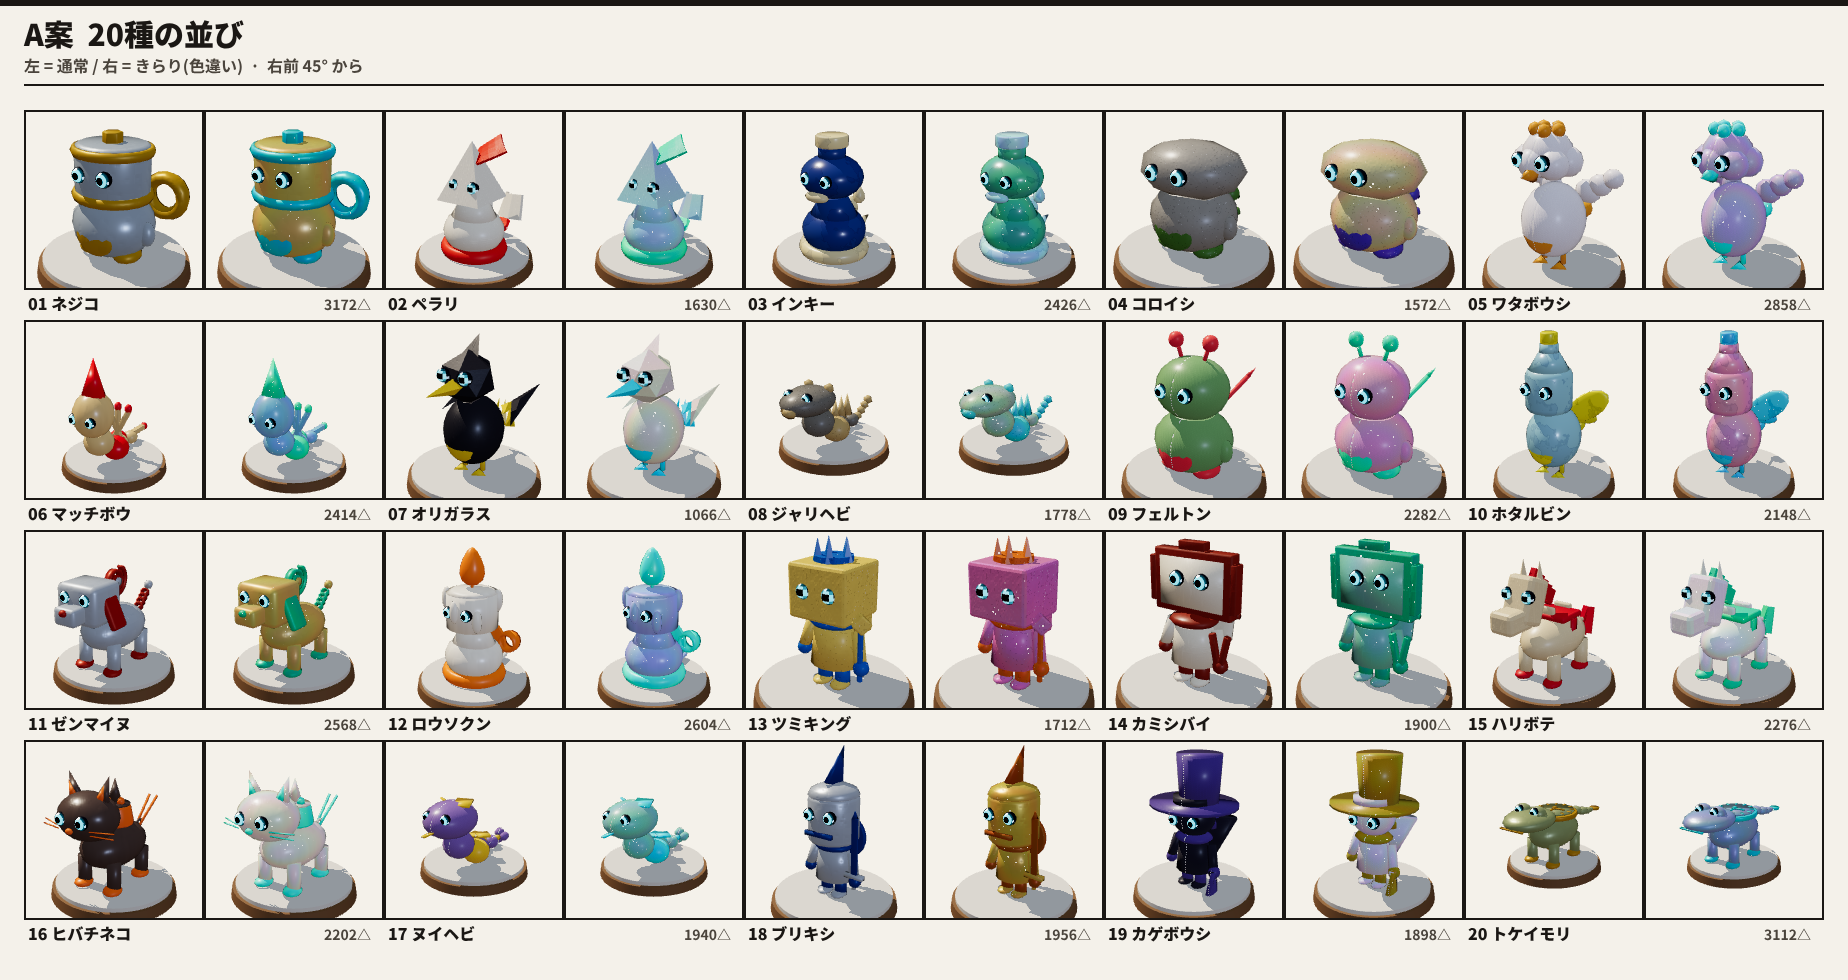 A案 20種の並び
左 = 通常 / 右 = きらり(色違い) ・ 右前 45° から
01 ネジコ 3172△ 02 ペラリ 1630△ 03 インキー 2426△ 04 コロイシ 1572△ 05 ワタボウシ 2858△
06 マッチボウ 2414△ 07 オリガラス 1066△ 08 ジャリヘビ 1778△ 09 フェルトン 2282△ 10 ホタルビン 2148△
11 ゼンマイヌ 2568△ 12 ロウソクン 2604△ 13 ツミキング 1712△ 14 カミシバイ 1900△ 15 ハリボテ 2276△
16 ヒバチネコ 2202△ 17 ヌイヘビ 1940△ 18 ブリキシ 1956△ 19 カゲボウシ 1898△ 20 トケイモリ 3112△